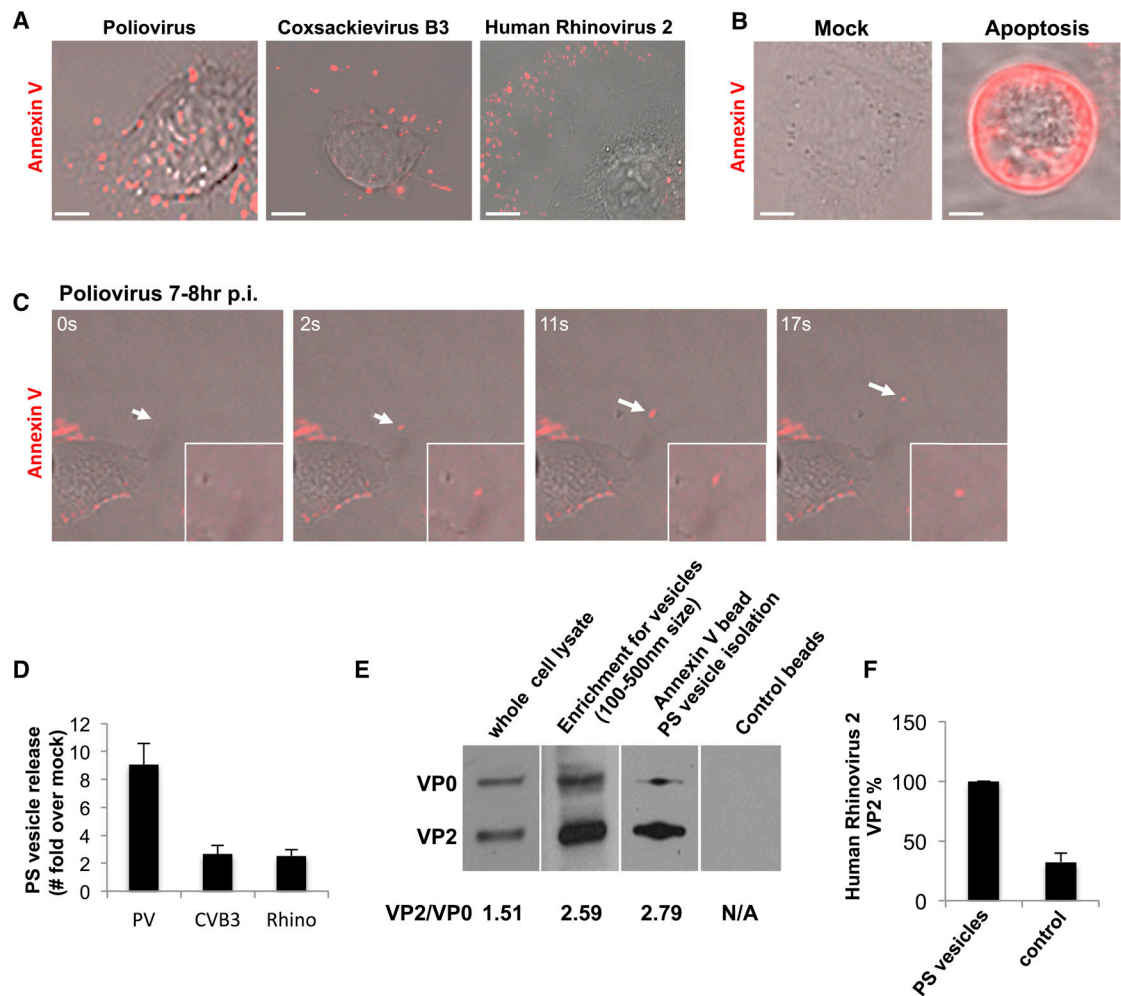 A
Poliovirus
Coxsackievirus B3
Human Rhinovirus 2
Annexin V
B
Mock
Apoptosis
Annexin V
C
Poliovirus 7-8hr p.i.
Annexin V
0s
2s
11s
17s
D
PS vesicle release
(# fold over mock)
12
10
8
6
4
2
0
PV
CVB3
Rhino
E
whole cell lysate
Enrichment for vesicles
(100-500nm size)
Annexin V bead
PS vesicle isolation
Control beads
VP0
VP2
VP2/VP0 1.51 2.59 2.79 N/A
F
Human Rhinovirus 2
VP2 %
150
100
50
0
PS vesicles
control